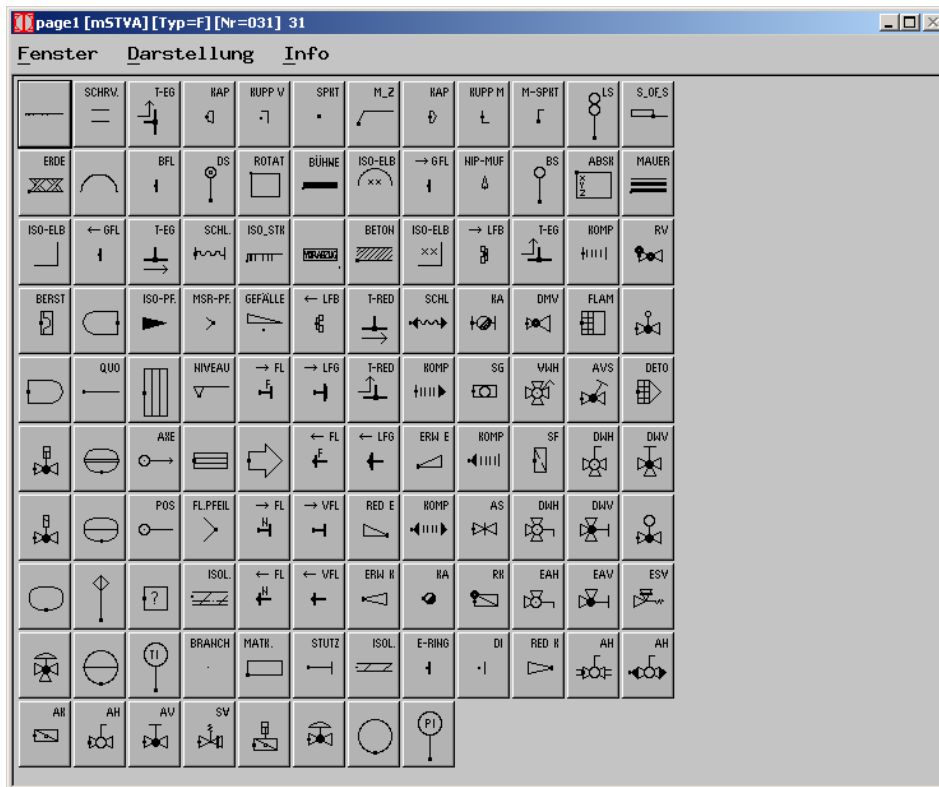 page1 [mSTVA][Typ=F][Nr=031] 31
Fenster Darstellung Info
SCHRV. T-EG KAP KUPP V SPKT M_Z KAP KUPP M M-SPKT LS S_OF_S
ERDE BFL DS ROTAT BÜHNE ISO-ELB → GFL NIP-MUF BS ABSK MAUER
XX
X
Y
Z
ISO-ELB ← GFL T-EG SCHL. ISO_STK BETON ISO-ELB → LFB T-EG KOMP RV
VORABZUG XX
BERST ISO-PF. MSR-PF. GEFÄLLE ← LFB T-RED SCHL KA DMV FLAM
QUO NIVEAU → FL → LFG T-RED KOMP SG VWH AVS DETO
F
AXE ← FL ← LFG ERW E KOMP SF DWH DWV
F
POS FL.PFEIL → FL → VFL RED E KOMP AS DWH DWV
N
ISOL. ← FL ← VFL ERW K KA RK EAH EAV ESV
? N
BRANCH MATK. STUTZ ISOL. E-RING DI RED K AH AH
TI
AK AH AV SV
PI